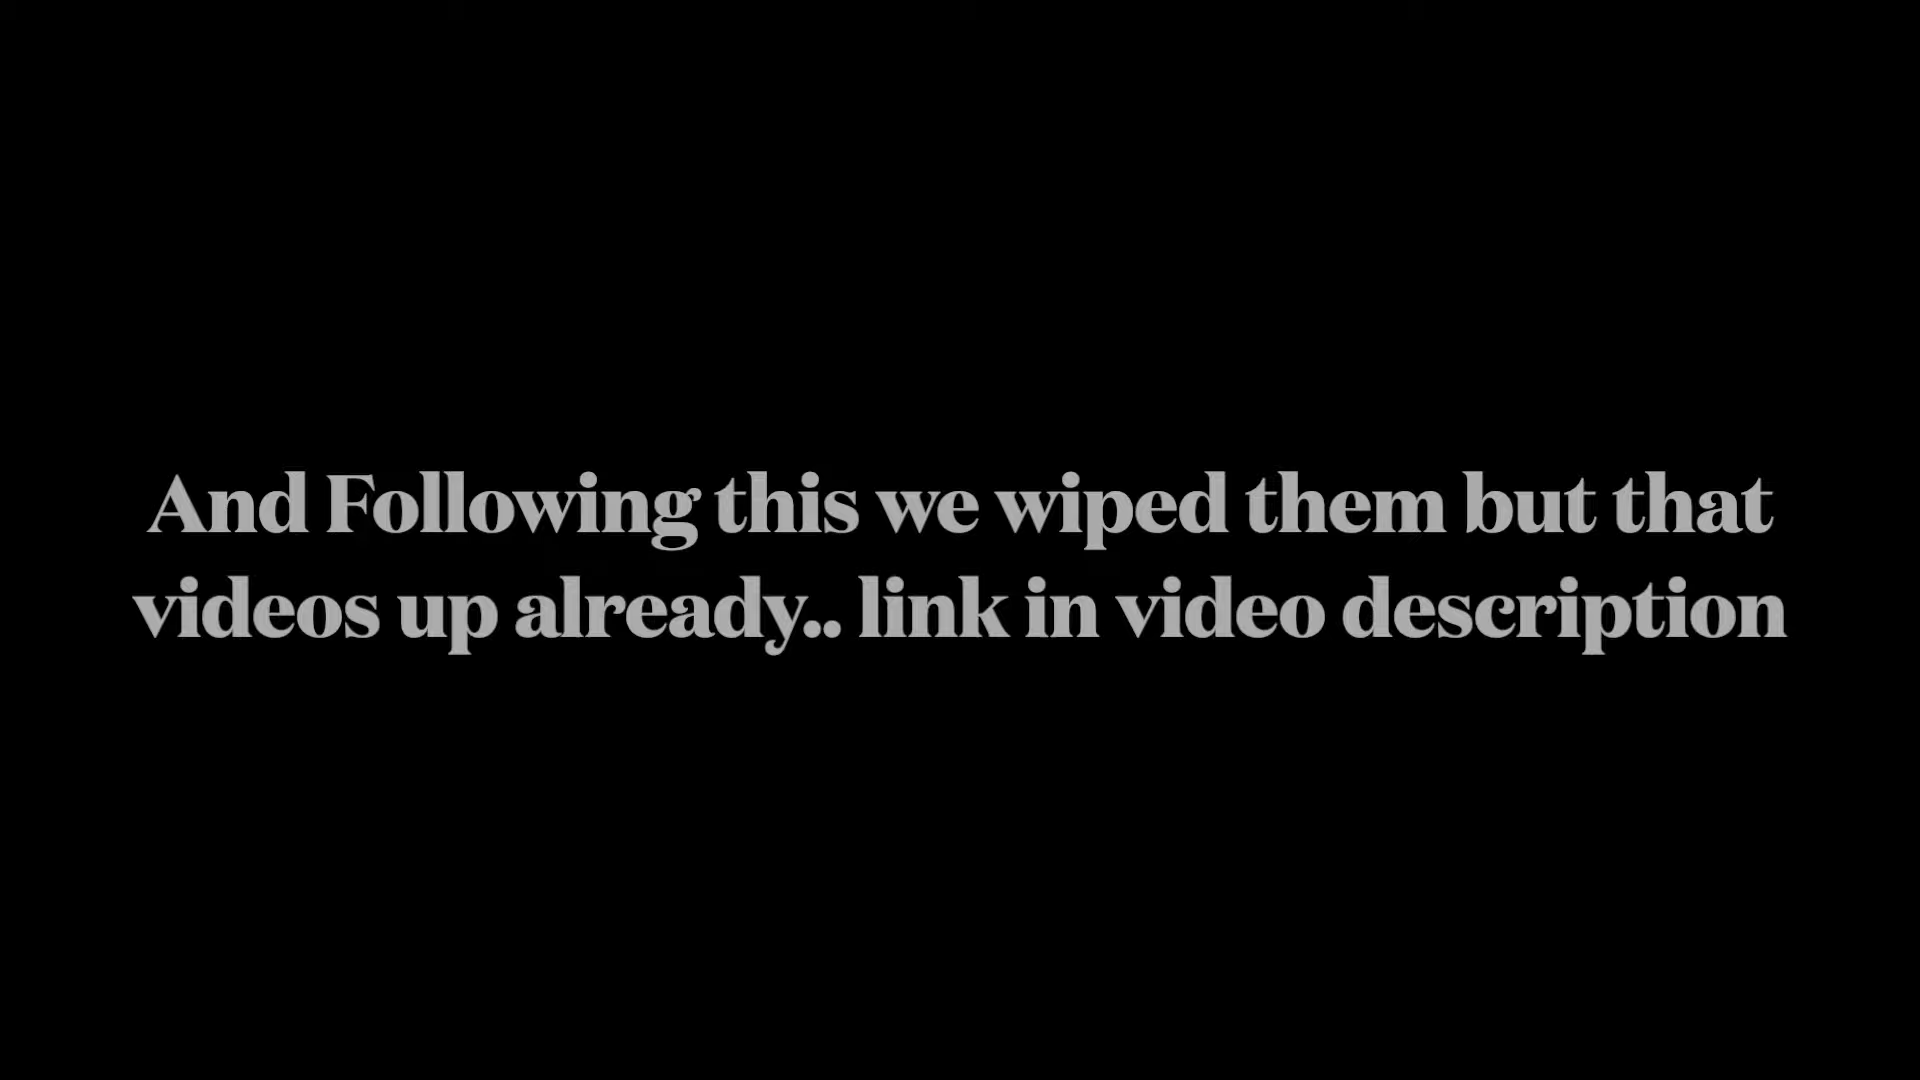 And Following this we wiped them but that
videos up already.. link in video description